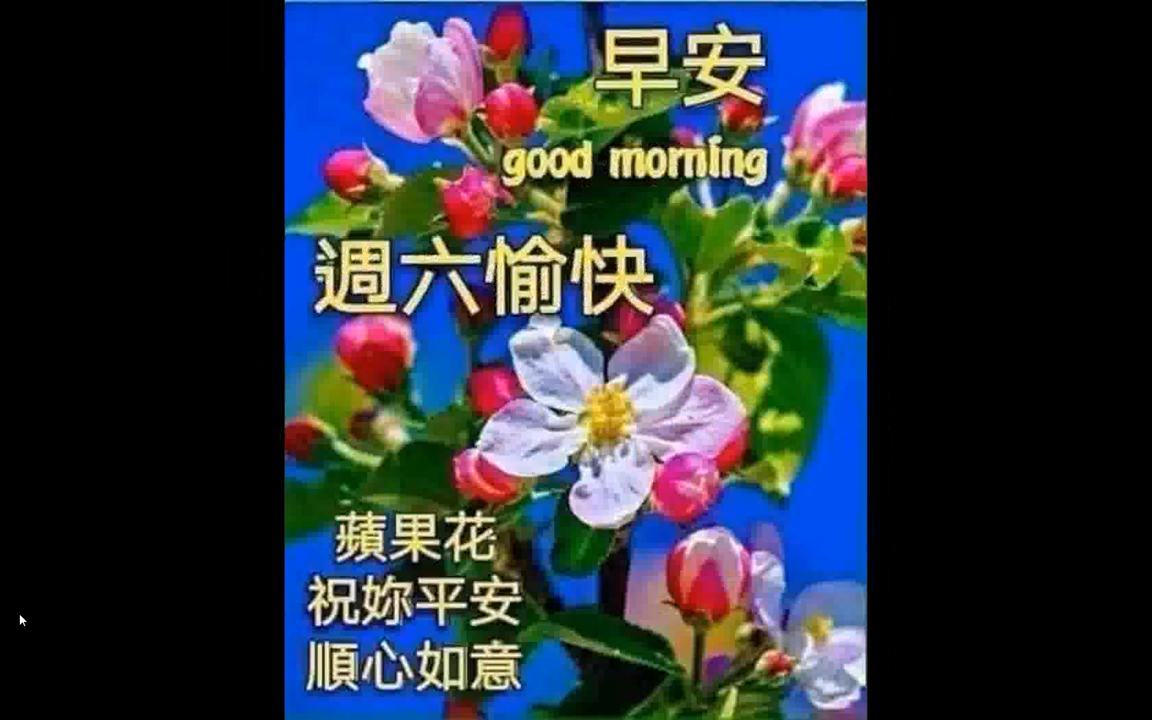 早安
good morning
週六愉快
蘋果花
祝妳平安
順心如意